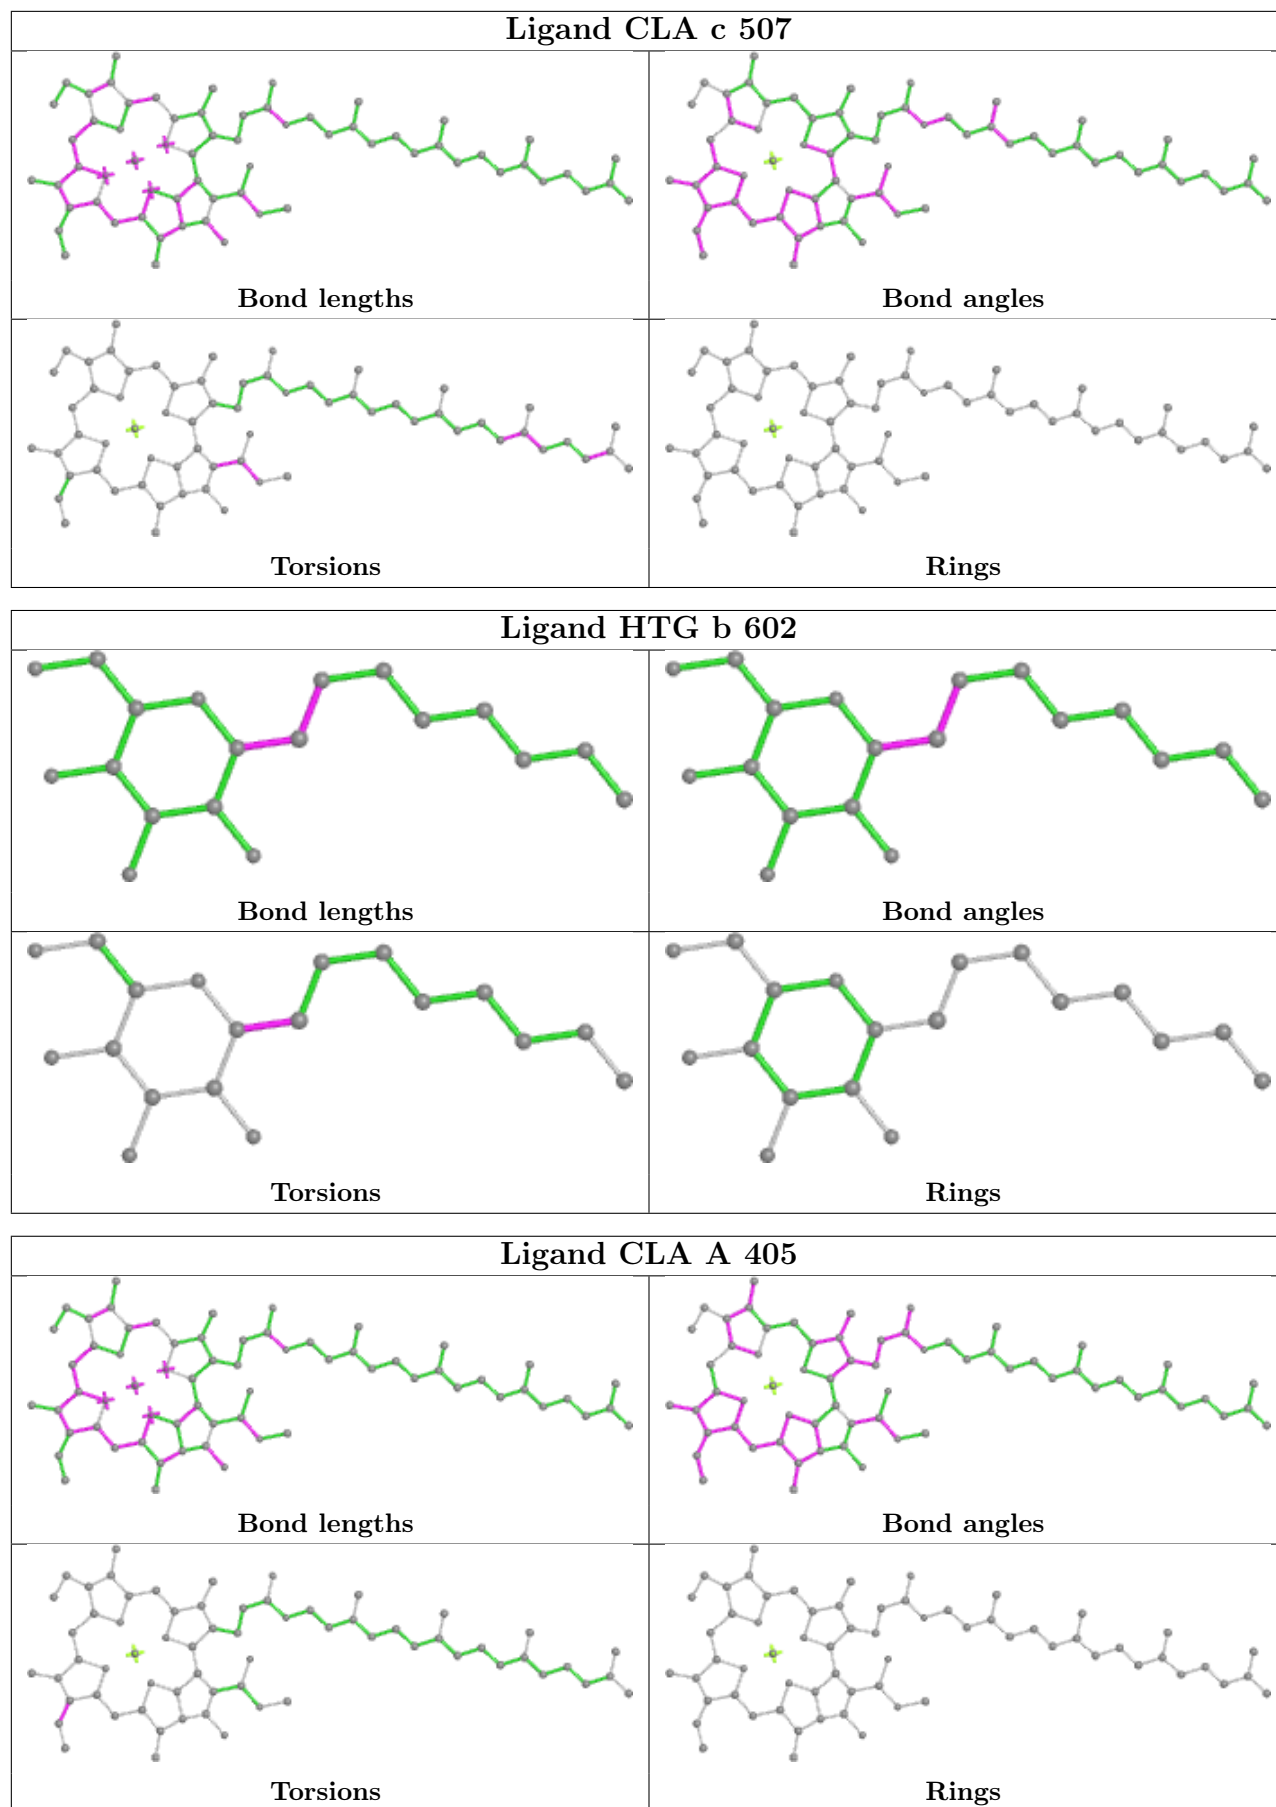 Ligand CLA c 507
Bond lengths
Bond angles
Torsions
Rings
Ligand HTG b 602
Bond lengths
Bond angles
Torsions
Rings
Ligand CLA A 405
Bond lengths
Bond angles
Torsions
Rings